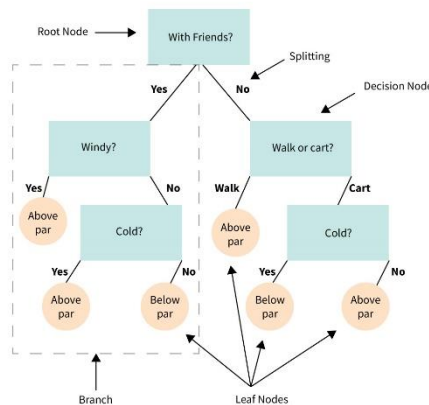 Root Node
With Friends?
Splitting
Yes
No
Decision Node
Windy?
Walk or cart?
Yes
No
Walk
Cart
Above
par
Cold?
Above
par
Cold?
Yes
No
Yes
No
Above
par
Below
par
Below
par
Above
par
Branch
Leaf Nodes